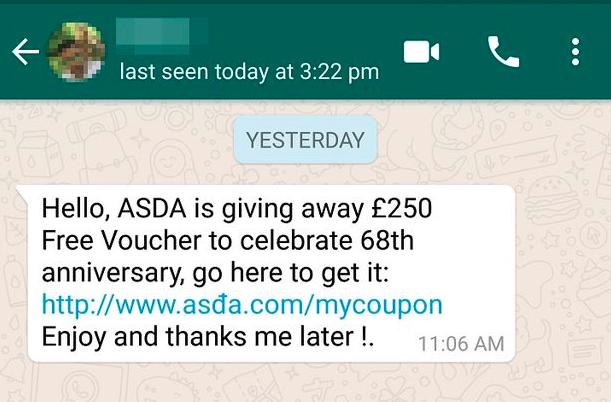 last seen today at 3:22 pm
YESTERDAY
Hello, ASDA is giving away £250
Free Voucher to celebrate 68th
anniversary, go here to get it:
http://www.asđa.com/mycoupon
Enjoy and thanks me later !.
11:06 AM